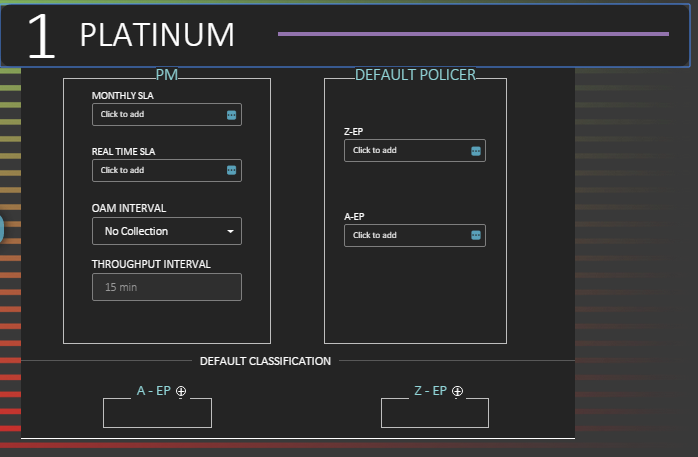 1 PLATINUM
PM
MONTHLY SLA
Click to add
REAL TIME SLA
Click to add
OAM INTERVAL
No Collection
THROUGHPUT INTERVAL
15 min
DEFAULT POLICER
Z-EP
Click to add
A-EP
Click to add
DEFAULT CLASSIFICATION
A - EP
Z - EP